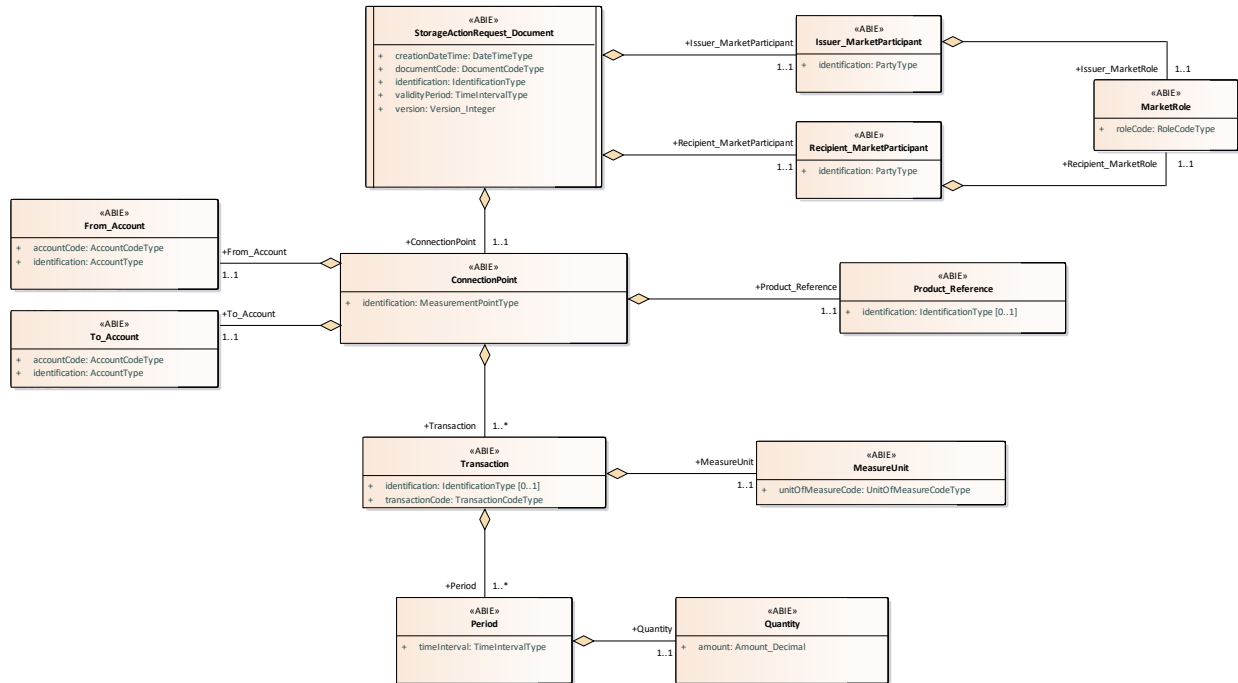 «ABIE»
StorageActionRequest_Document
+ creationDateTime: DateTimeType
+ documentCode: DocumentCodeType
+ identification: IdentificationType
+ validityPeriod: TimeIntervalType
+ version: Version_Integer
+Issuer_MarketParticipant
1..1
«ABIE»
Issuer_MarketParticipant
+ identification: PartyType
+Issuer_MarketRole 1..1
«ABIE»
MarketRole
+ roleCode: RoleCodeType
+Recipient_MarketRole 1..1
+Recipient_MarketParticipant
1..1
«ABIE»
Recipient_MarketParticipant
+ identification: PartyType
«ABIE»
From_Account
+ accountCode: AccountCodeType
+ identification: AccountType
+From_Account
1..1
+ConnectionPoint 1..1
«ABIE»
ConnectionPoint
+ identification: MeasurementPointType
+Product_Reference
1..1
«ABIE»
Product_Reference
+ identification: IdentificationType [0..1]
«ABIE»
To_Account
+ accountCode: AccountCodeType
+ identification: AccountType
+To_Account
1..1
+Transaction 1..*
«ABIE»
Transaction
+ identification: IdentificationType [0..1]
+ transactionCode: TransactionCodeType
+MeasureUnit
1..1
«ABIE»
MeasureUnit
+ unitOfMeasureCode: UnitOfMeasureCodeType
+Period 1..*
«ABIE»
Period
+ timeInterval: TimeIntervalType
+Quantity
1..1
«ABIE»
Quantity
+ amount: Amount_Decimal